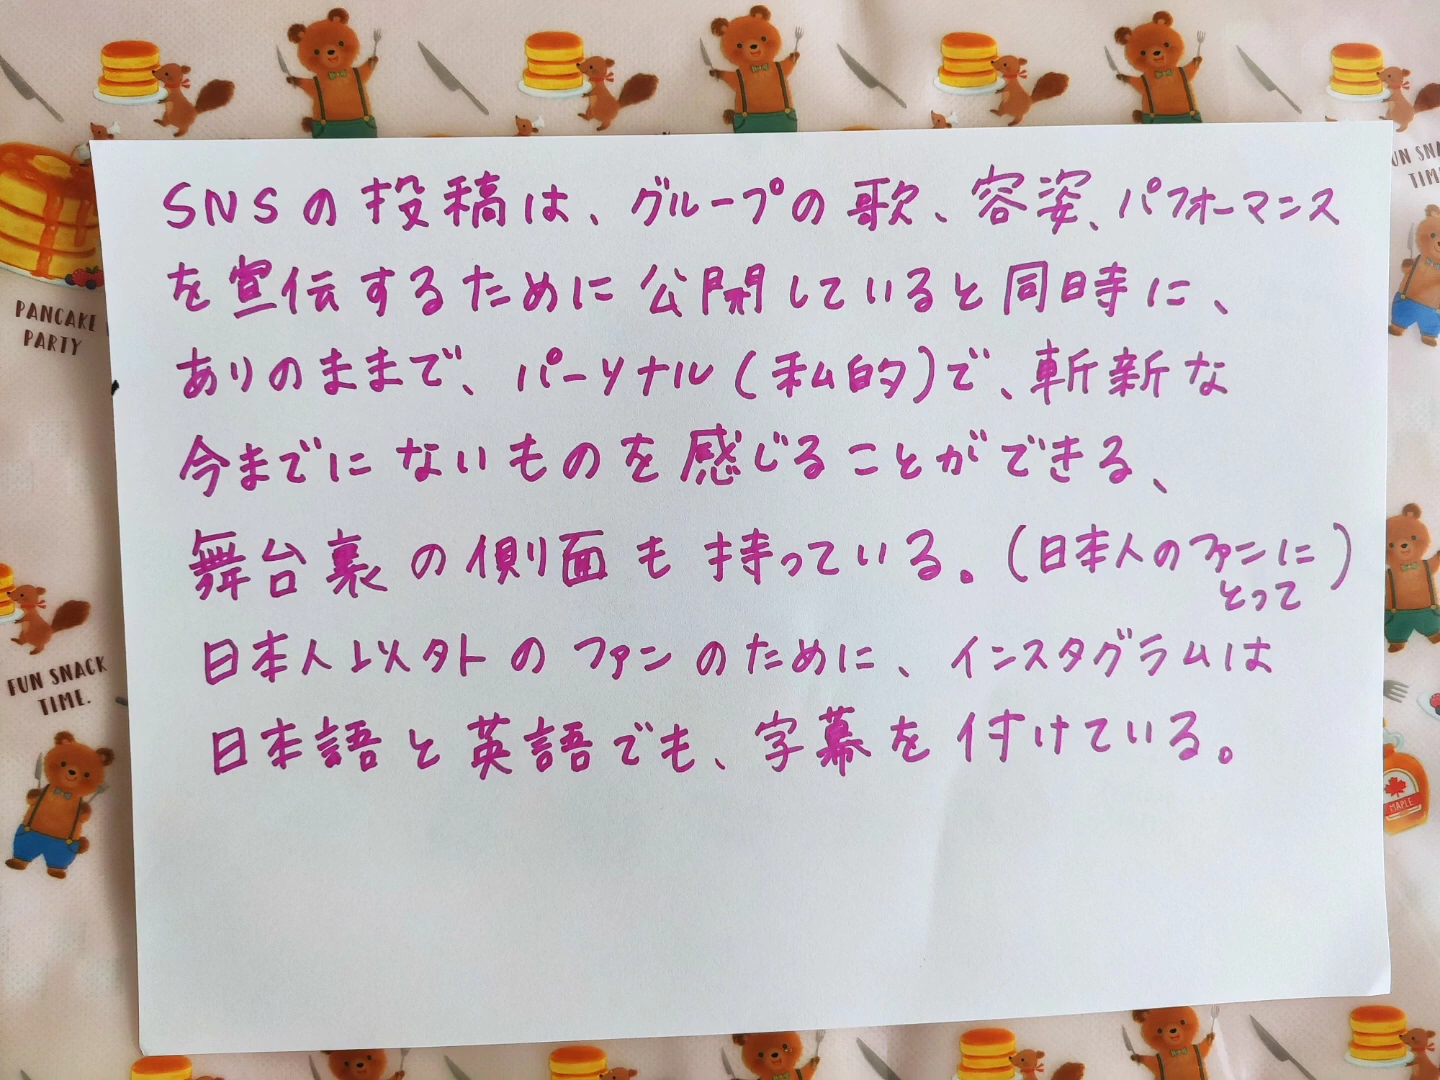 SNSの投稿は、グループの歌、容姿、パフォーマンス
を宣伝するために公開していると同時に、
ありのままで、パーソナル(私的)で、斬新な
今までにないものを感じることができる、
舞台裏の側面も持っている。(日本人のファンに
とって)
日本人以外のファンのために、インスタグラムは
日本語と英語でも、字幕を付けている。
PANCAKE
PARTY
FUN SNACK
TIME.
FUN SNA
TIM
MAPLE